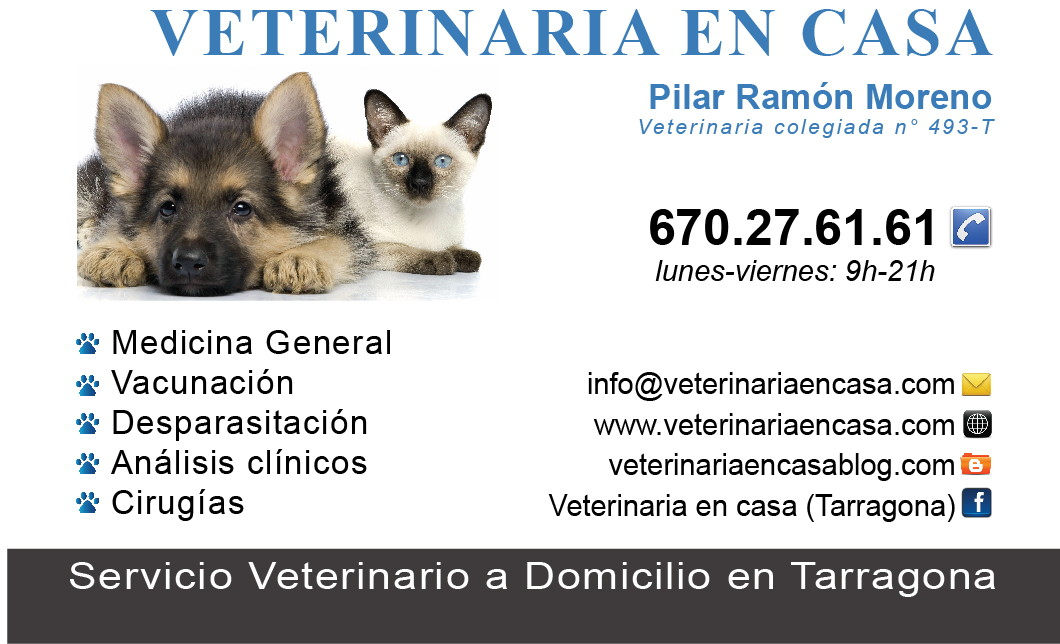 VETERINARIA EN CASA
Pilar Ramón Moreno
Veterinaria colegiada n° 493-T
670.27.61.61
lunes-viernes: 9h-21h
Medicina General
Vacunación
Desparasitación
Análisis clínicos
Cirugías
info@veterinariaencasa.com
www.veterinariaencasa.com
veterinariaencasablog.com
Veterinaria en casa (Tarragona)
Servicio Veterinario a Domicilio en Tarragona